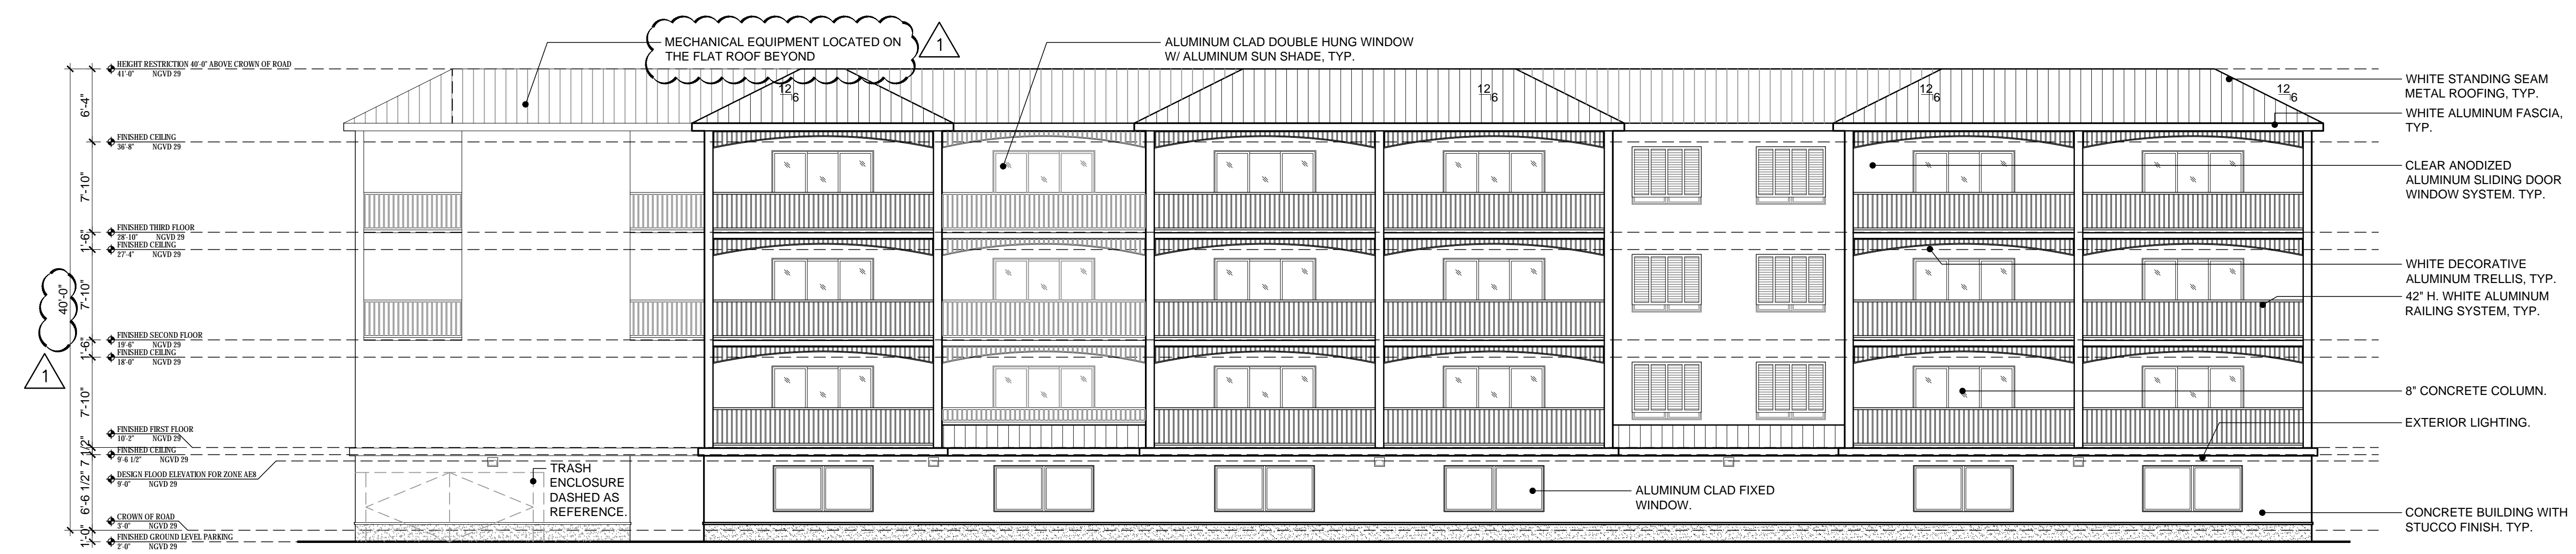 MECHANICAL EQUIPMENT LOCATED ON
THE FLAT ROOF BEYOND
1
ALUMINUM CLAD DOUBLE HUNG WINDOW
W/ ALUMINUM SUN SHADE, TYP.
HEIGHT RESTRICTION 40'-0" ABOVE CROWN OF ROAD
41'-0" NGVD 29
6'-4"
FINISHED CEILING
36'-8" NGVD 29
7'-10"
FINISHED THIRD FLOOR
28'-10" NGVD 29
1'-6"
FINISHED CEILING
27'-4" NGVD 29
40'-0"
7'-10"
1
FINISHED SECOND FLOOR
19'-6" NGVD 29
1'-6"
FINISHED CEILING
18'-0" NGVD 29
7'-10"
FINISHED FIRST FLOOR
10'-2" NGVD 29
7 1/2"
FINISHED CEILING
9'-6 1/2" NGVD 29
DESIGN FLOOD ELEVATION FOR ZONE AE8
9'-0" NGVD 29
6'-6 1/2"
CROWN OF ROAD
3'-0" NGVD 29
1'-0"
FINISHED GROUND LEVEL PARKING
2'-0" NGVD 29
12
6
12
6
12
6
12
6
TRASH
ENCLOSURE
DASHED AS
REFERENCE.
ALUMINUM CLAD FIXED
WINDOW.
WHITE STANDING SEAM
METAL ROOFING, TYP.
WHITE ALUMINUM FASCIA,
TYP.
CLEAR ANODIZED
ALUMINUM SLIDING DOOR
WINDOW SYSTEM. TYP.
WHITE DECORATIVE
ALUMINUM TRELLIS, TYP.
42" H. WHITE ALUMINUM
RAILING SYSTEM, TYP.
8" CONCRETE COLUMN.
EXTERIOR LIGHTING.
CONCRETE BUILDING WITH
STUCCO FINISH. TYP.